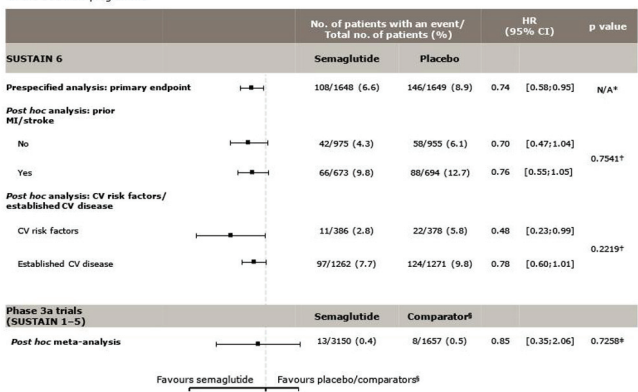 No. of patients with an event/ HR p value
Total no. of patients (%) (95% CI)
SUSTAIN 6 Semaglutide Placebo
Prespecified analysis: primary endpoint 108/1648 (6.6) 146/1649 (8.9) 0.74 [0.58;0.95] N/A*
Post hoc analysis: prior
MI/stroke
No 42/975 (4.3) 58/955 (6.1) 0.70 [0.47;1.04]
0.7541†
Yes 66/673 (9.8) 88/694 (12.7) 0.76 [0.55;1.05]
Post hoc analysis: CV risk factors/
established CV disease
CV risk factors 11/386 (2.8) 22/378 (5.8) 0.48 [0.23;0.99]
0.2219†
Established CV disease 97/1262 (7.7) 124/1271 (9.8) 0.78 [0.60;1.01]
Phase 3a trials
(SUSTAIN 1–5) Semaglutide Comparator§
Post hoc meta-analysis 13/3150 (0.4) 8/1657 (0.5) 0.85 [0.35;2.06] 0.7258‡
Favours semaglutide Favours placebo/comparators§